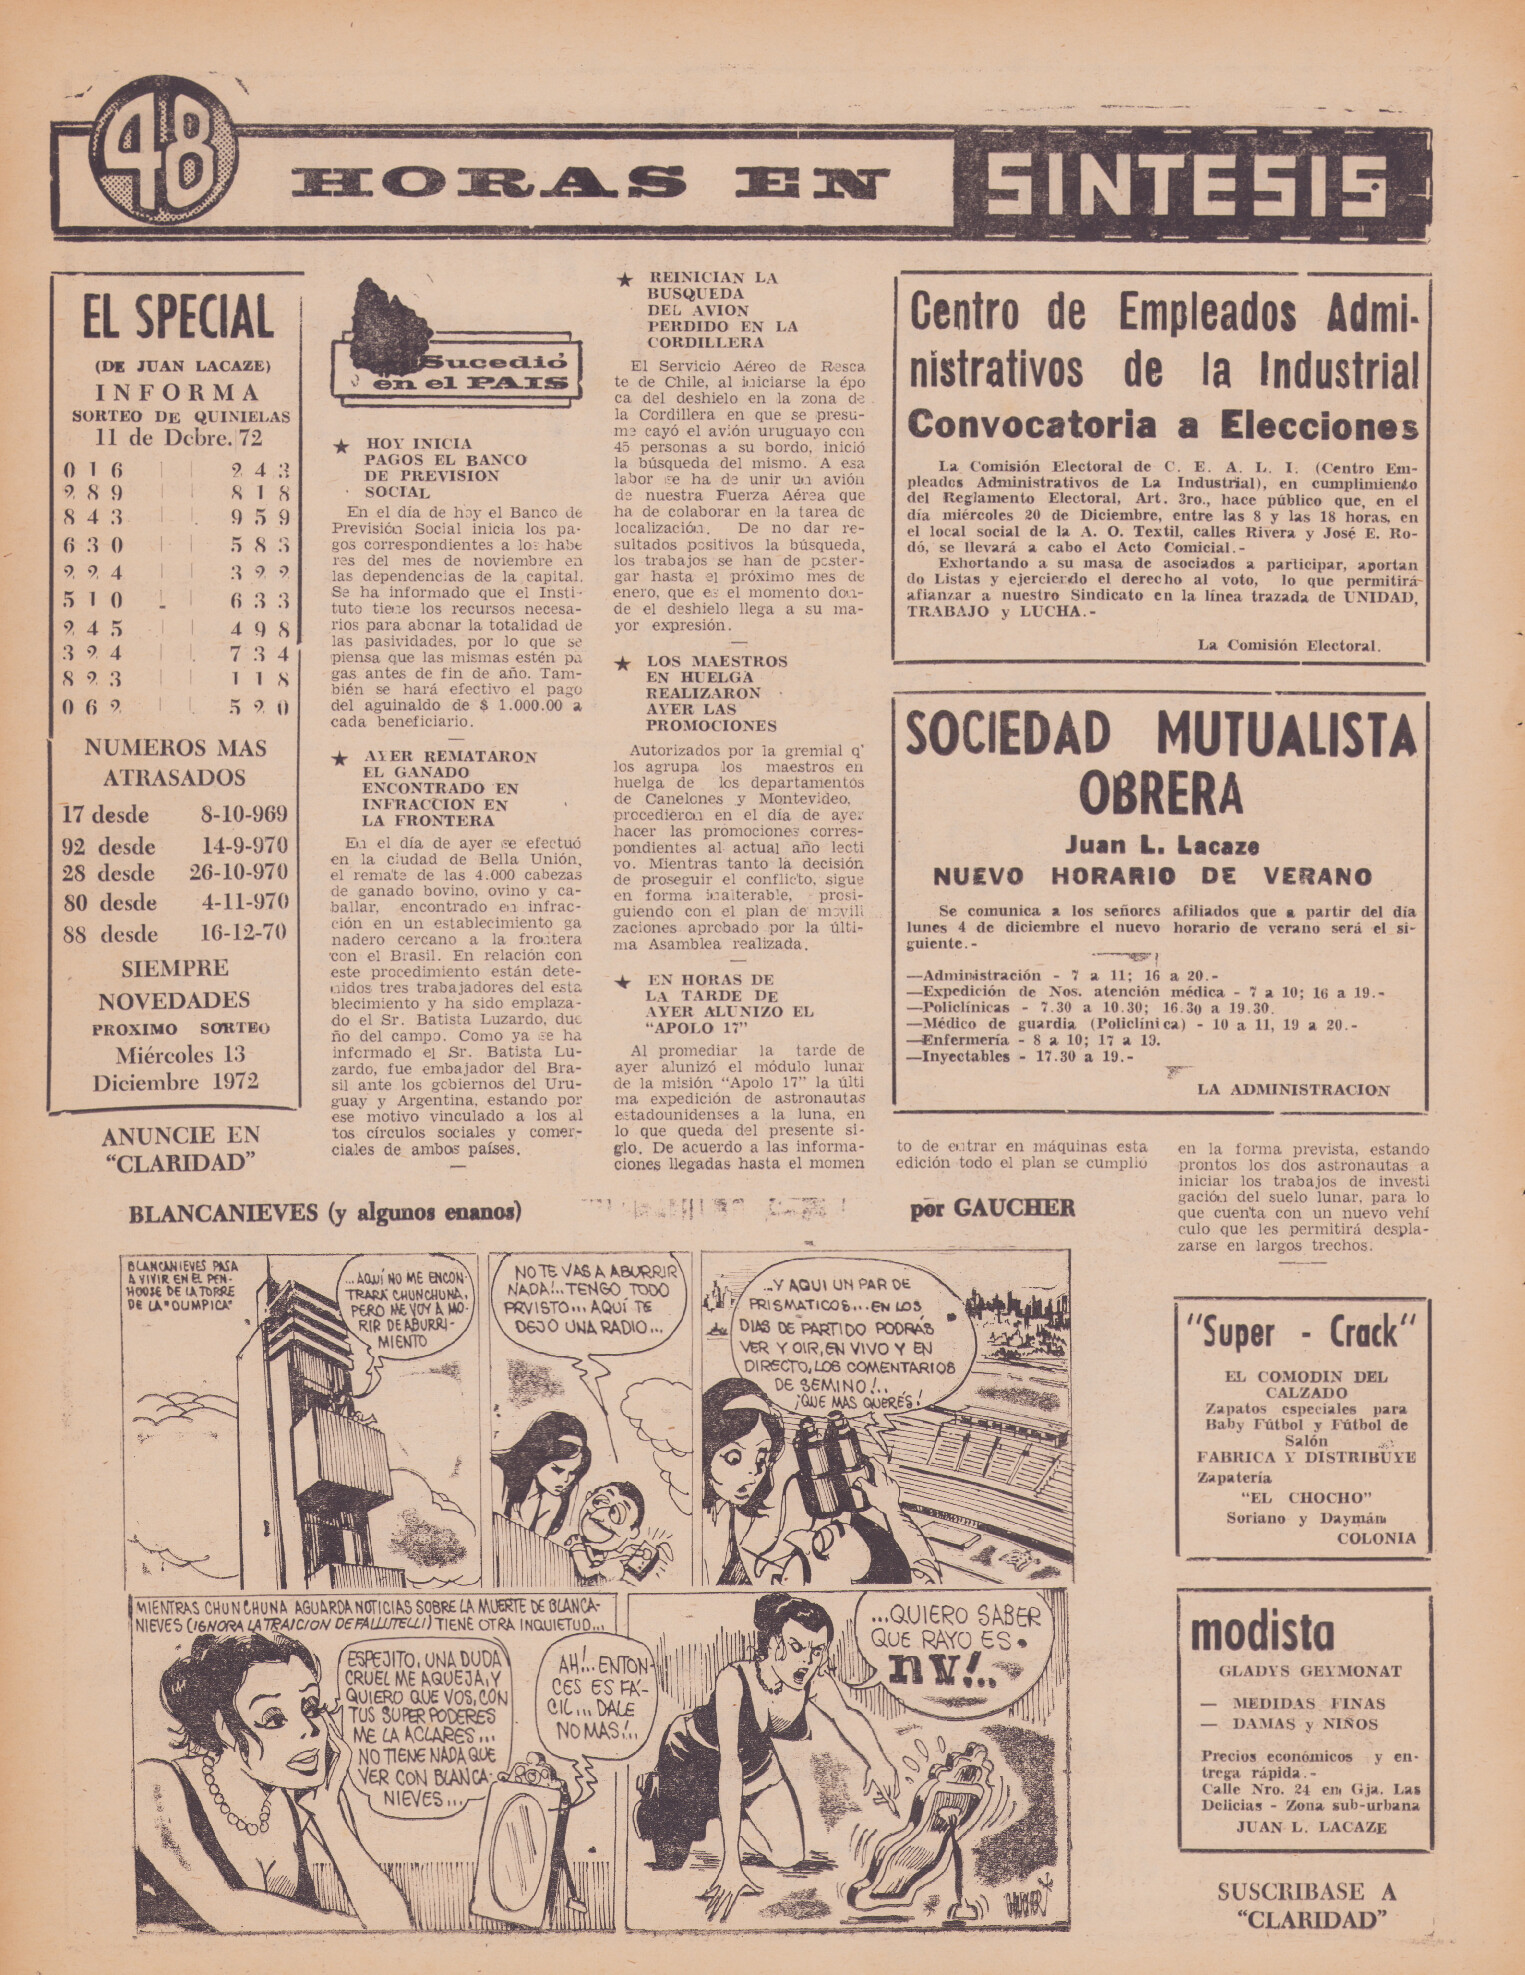 48 HORAS EN SINTESIS
EL SPECIAL
(DE JUAN LACAZE)
INFORMA
SORTEO DE QUINIELAS
11 de Dcbre. 72
016 243
289 818
843 959
630 583
224 322
510 633
245 498
324 734
823 118
062 520
NUMEROS MAS
ATRASADOS
17 desde 8-10-969
92 desde 14-9-970
28 desde 26-10-970
80 desde 4-11-970
88 desde 16-12-70
SIEMPRE
NOVEDADES
PROXIMO SORTEO
Miércoles 13
Diciembre 1972
ANUNCIE EN
"CLARIDAD"
Sucedió
en el PAIS
★ HOY INICIA
PAGOS EL BANCO
DE PREVISION
SOCIAL
En el día de hoy el Banco de
Previsión Social inicia los pa-
gos correspondientes a los habe
res del mes de noviembre en
las dependencias de la capital.
Se ha informado que el Insti-
tuto tiene los recursos necesa-
rios para abonar la totalidad de
las pasividades, por lo que se
piensa que las mismas estén pa
gas antes de fin de año. Tam-
bién se hará efectivo el pago
del aguinaldo de $ 1.000.00 a
cada beneficiario.
★ AYER REMATARON
EL GANADO
ENCONTRADO EN
INFRACCION EN
LA FRONTERA
En el día de ayer se efectuó
en la ciudad de Bella Unión,
el remate de las 4.000 cabezas
de ganado bovino, ovino y ca-
ballar, encontrado en infrac-
ción en un establecimiento ga
nadero cercano a la frontera
con el Brasil. En relación con
este procedimiento están dete-
nidos tres trabajadores del esta
blecimiento y ha sido emplaza-
do el Sr. Batista Luzardo, due
ño del campo. Como ya se ha
informado el Sr. Batista Lu-
zardo, fue embajador del Bra-
sil ante los gobiernos del Uru-
guay y Argentina, estando por
ese motivo vinculado a los al
tos círculos sociales y comer-
ciales de ambos países.
★ REINICIAN LA
BUSQUEDA
DEL AVION
PERDIDO EN LA
CORDILLERA
El Servicio Aéreo de Resca
te de Chile, al iniciarse la épo
ca del deshielo en la zona de
la Cordillera en que se presu-
me cayó el avión uruguayo con
45 personas a su bordo, inició
la búsqueda del mismo. A esa
labor se ha de unir un avión
de nuestra Fuerza Aérea que
ha de colaborar en la tarea de
localización. De no dar re-
sultados positivos la búsqueda,
los trabajos se han de poster-
gar hasta el próximo mes de
enero, que es el momento don-
de el deshielo llega a su ma-
yor expresión.
★ LOS MAESTROS
EN HUELGA
REALIZARON
AYER LAS
PROMOCIONES
Autorizados por la gremial q'
los agrupa los maestros en
huelga de los departamentos
de Canelones y Montevideo,
procedieron en el día de ayer
hacer las promociones corres-
pondientes al actual año lecti
vo. Mientras tanto la decisión
de proseguir el conflicto, sigue
en forma inalterable, prosi-
guiendo con el plan de movili
zaciones aprobado por la últi-
ma Asamblea realizada.
★ EN HORAS DE
LA TARDE DE
AYER ALUNIZO EL
"APOLO 17"
Al promediar la tarde de
ayer alunizó el módulo lunar
de la misión "Apolo 17" la últi
ma expedición de astronautas
estadounidenses a la luna, en
lo que queda del presente si-
glo. De acuerdo a las informa-
ciones llegadas hasta el momen
to de entrar en máquinas esta
edición todo el plan se cumplió
en la forma prevista, estando
prontos los dos astronautas a
iniciar los trabajos de investi
gación del suelo lunar, para lo
que cuenta con un nuevo vehí
culo que les permitirá despla-
zarse en largos trechos.
Centro de Empleados Admi-
nistrativos de la Industrial
Convocatoria a Elecciones
La Comisión Electoral de C. E. A. L. I. (Centro Em-
pleados Administrativos de La Industrial), en cumplimiento
del Reglamento Electoral, Art. 3ro., hace público que, en el
día miércoles 20 de Diciembre, entre las 8 y las 18 horas, en
el local social de la A. O. Textil, calles Rivera y José E. Ro-
dó, se llevará a cabo el Acto Comicial.-
Exhortando a su masa de asociados a participar, aportan
do Listas y ejerciendo el derecho al voto, lo que permitirá
afianzar a nuestro Sindicato en la línea trazada de UNIDAD,
TRABAJO y LUCHA.-
La Comisión Electoral.
SOCIEDAD MUTUALISTA
OBRERA
Juan L. Lacaze
NUEVO HORARIO DE VERANO
Se comunica a los señores afiliados que a partir del día
lunes 4 de diciembre el nuevo horario de verano será el si-
guiente.-
—Administración - 7 a 11; 16 a 20.-
—Expedición de Nos. atención médica - 7 a 10; 16 a 19.-
—Policlínicas - 7.30 a 10.30; 16.30 a 19.30.
—Médico de guardia (Policlínica) - 10 a 11, 19 a 20.-
—Enfermería - 8 a 10; 17 a 19.
—Inyectables - 17.30 a 19.-
LA ADMINISTRACION
BLANCANIEVES (y algunos enanos)
por GAUCHER
BLANCANIEVES PASA
A VIVIR EN EL PEN-
HOOSE DE LA TORRE
DE LA "OLIMPICA"
...AQUÍ NO ME ENCON-
TRARÁ CHUNCHUNA,
PERO ME VOY A MO-
RIR DE ABURRI-
MIENTO
NO TE VAS A ABURRIR
NADA!..TENGO TODO
PRVISTO...AQUÍ TE
DEJO UNA RADIO...
...Y AQUI UN PAR DE
PRISMATICOS...EN LOS
DIAS DE PARTIDO PODRÁS
VER Y OIR, EN VIVO Y EN
DIRECTO, LOS COMENTARIOS
DE SEMINO!..
¡QUE MAS QUERÉS!
MIENTRAS CHUNCHUNA AGUARDA NOTICIAS SOBRE LA MUERTE DE BLANCA-
NIEVES (IGNORA LA TRAICION DE FALLUTELLI) TIENE OTRA INQUIETUD...
ESPEJITO, UNA DUDA
CRUEL ME AQUEJA, Y
QUIERO QUE VOS, CON
TUS SUPER PODERES
ME LA ACLARES...
NO TIENE NADA QUE
VER CON BLANCA-
NIEVES...
AH!..ENTON-
CES ES FÁ-
CIL...DALE
NO MAS!..
...QUIERO SABER
QUE RAYO ES
nv!..
GAUCHER
"Super - Crack"
EL COMODIN DEL
CALZADO
Zapatos especiales para
Baby Fútbol y Fútbol de
Salón
FABRICA Y DISTRIBUYE
Zapatería
"EL CHOCHO"
Soriano y Daymán
COLONIA
modista
GLADYS GEYMONAT
— MEDIDAS FINAS
— DAMAS y NIÑOS
Precios económicos y en-
trega rápida.-
Calle Nro. 24 en Gja. Las
Delicias - Zona sub-urbana
JUAN L. LACAZE
SUSCRIBASE A
"CLARIDAD"